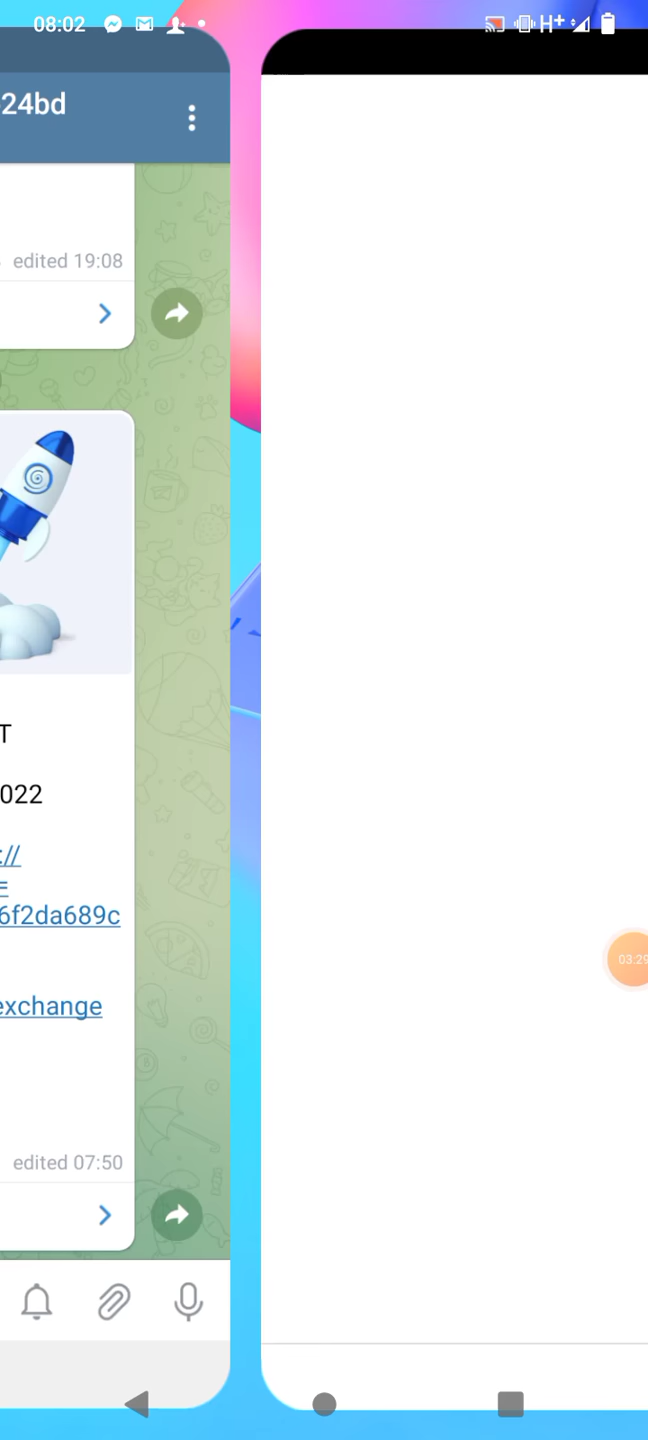 08:02
H+
24bd
edited 19:08
T
022
://
=
6f2da689c
exchange
edited 07:50
03:29